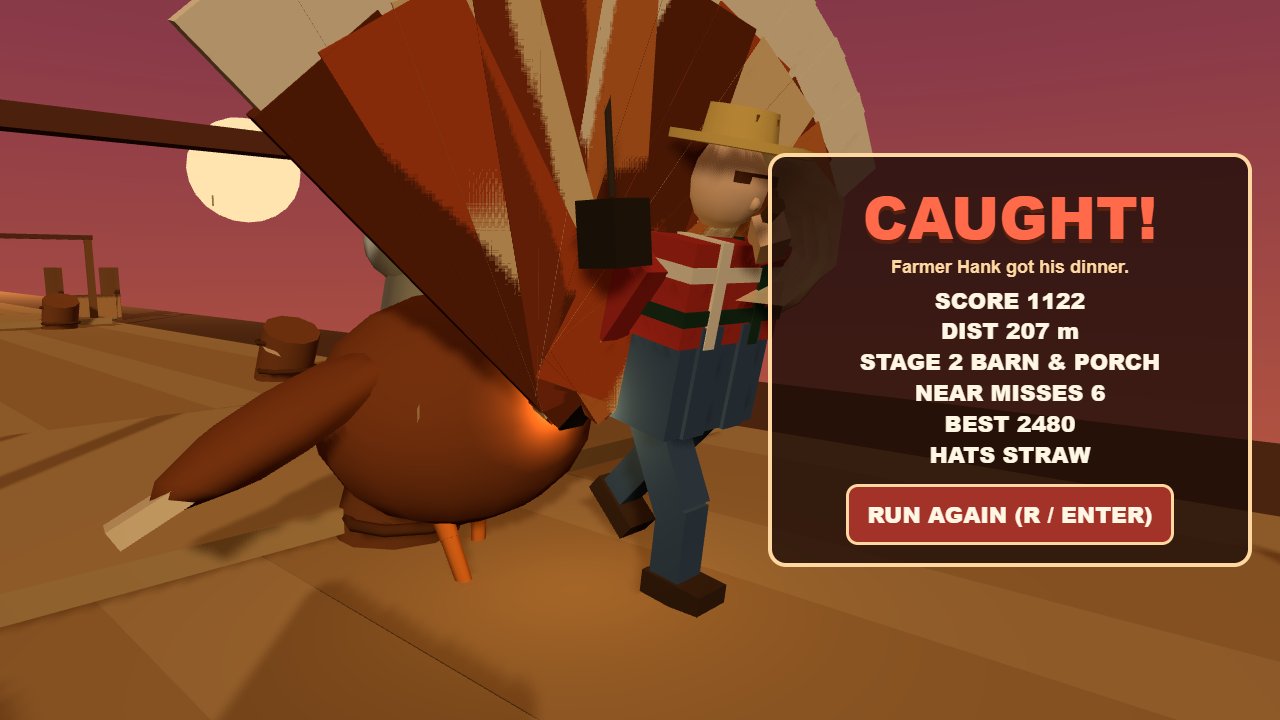 CAUGHT!
Farmer Hank got his dinner.
SCORE 1122
DIST 207 m
STAGE 2 BARN & PORCH
NEAR MISSES 6
BEST 2480
HATS STRAW
RUN AGAIN (R / ENTER)